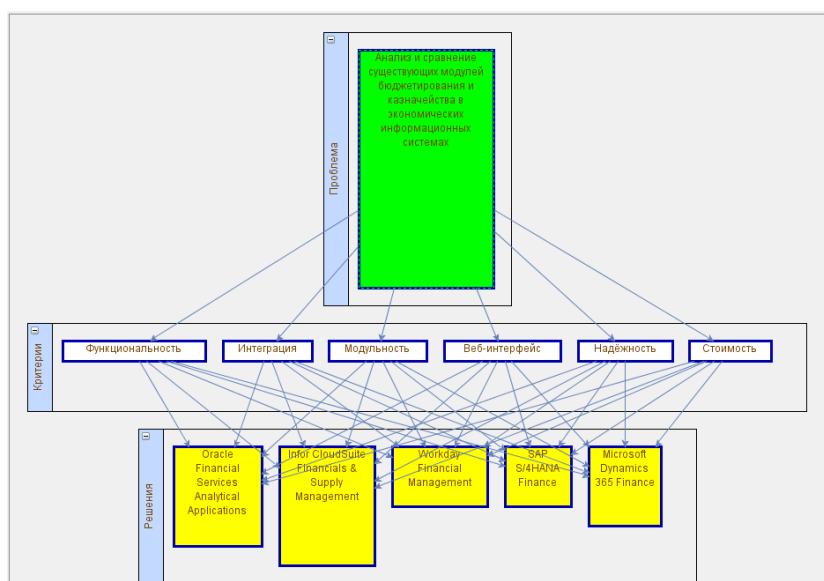 Проблема
Анализ и сравнение
существующих модулей
бюджетирования и
казначейства в
экономических
информационных
системах
Критерии
Функциональность
Интеграция
Модульность
Веб-интерфейс
Надёжность
Стоимость
Решения
Oracle
Financial
Services
Analytical
Applications
Infor CloudSuite
Financials &
Supply
Management
Workday
Financial
Management
SAP
S/4HANA
Finance
Microsoft
Dynamics
365 Finance